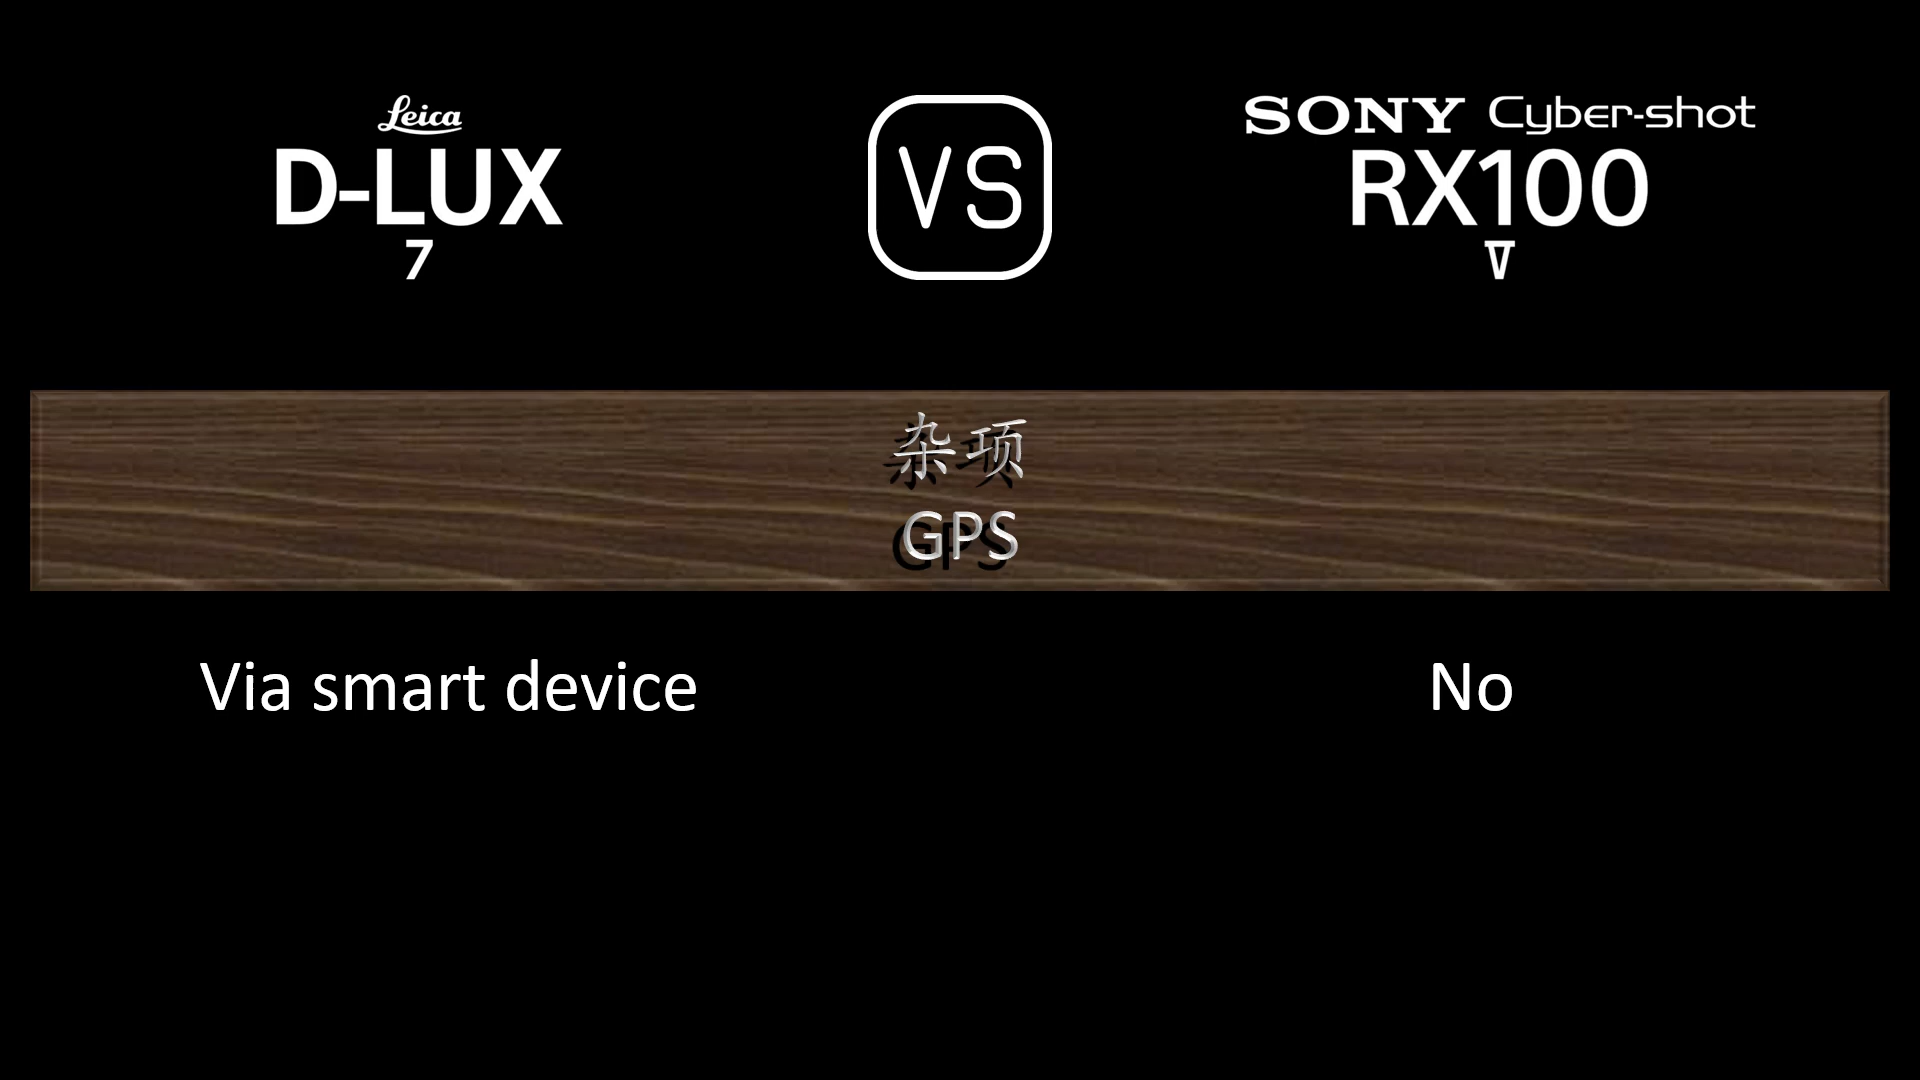 Leica
D-LUX
7
VS
SONY Cyber-shot
RX100
V
杂项
GPS
Via smart device
No